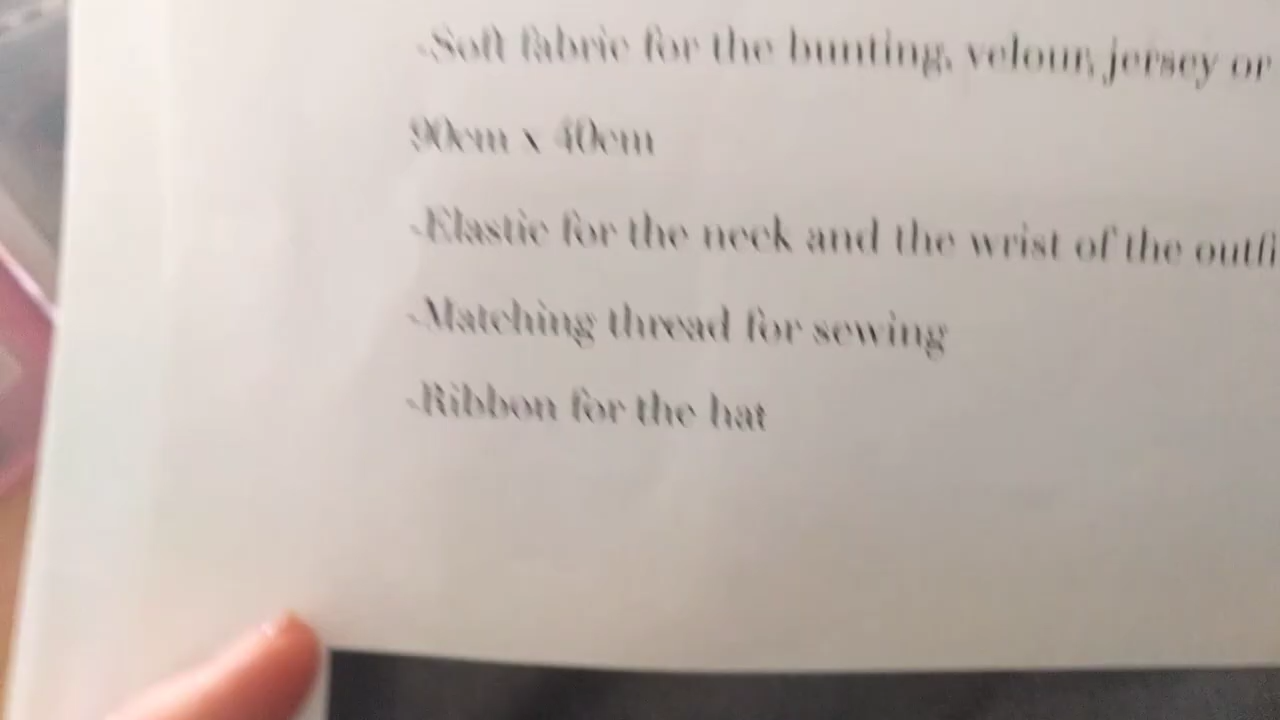 -Soft fabric for the bunting, velour, jersey or
90cm x 40cm
-Elastic for the neck and the wrist of the outfi
-Matching thread for sewing
-Ribbon for the hat